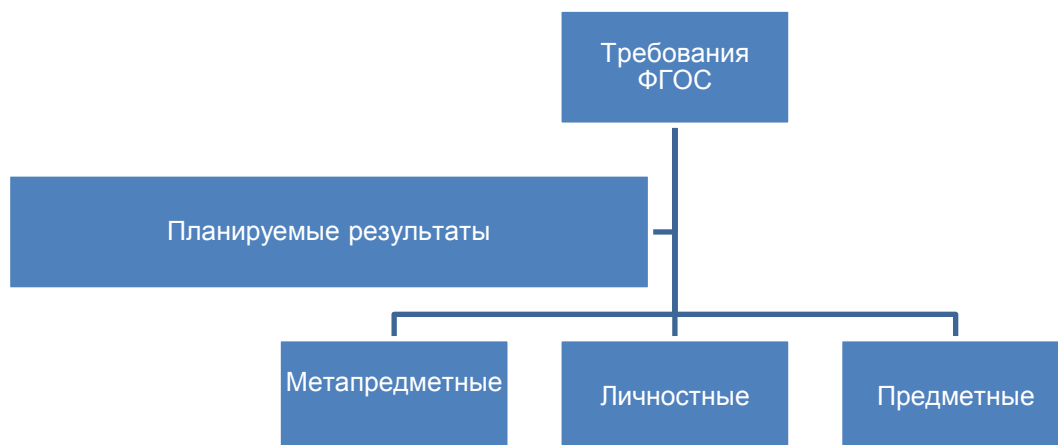 Требования
ФГОС
Планируемые результаты
Метапредметные
Личностные
Предметные